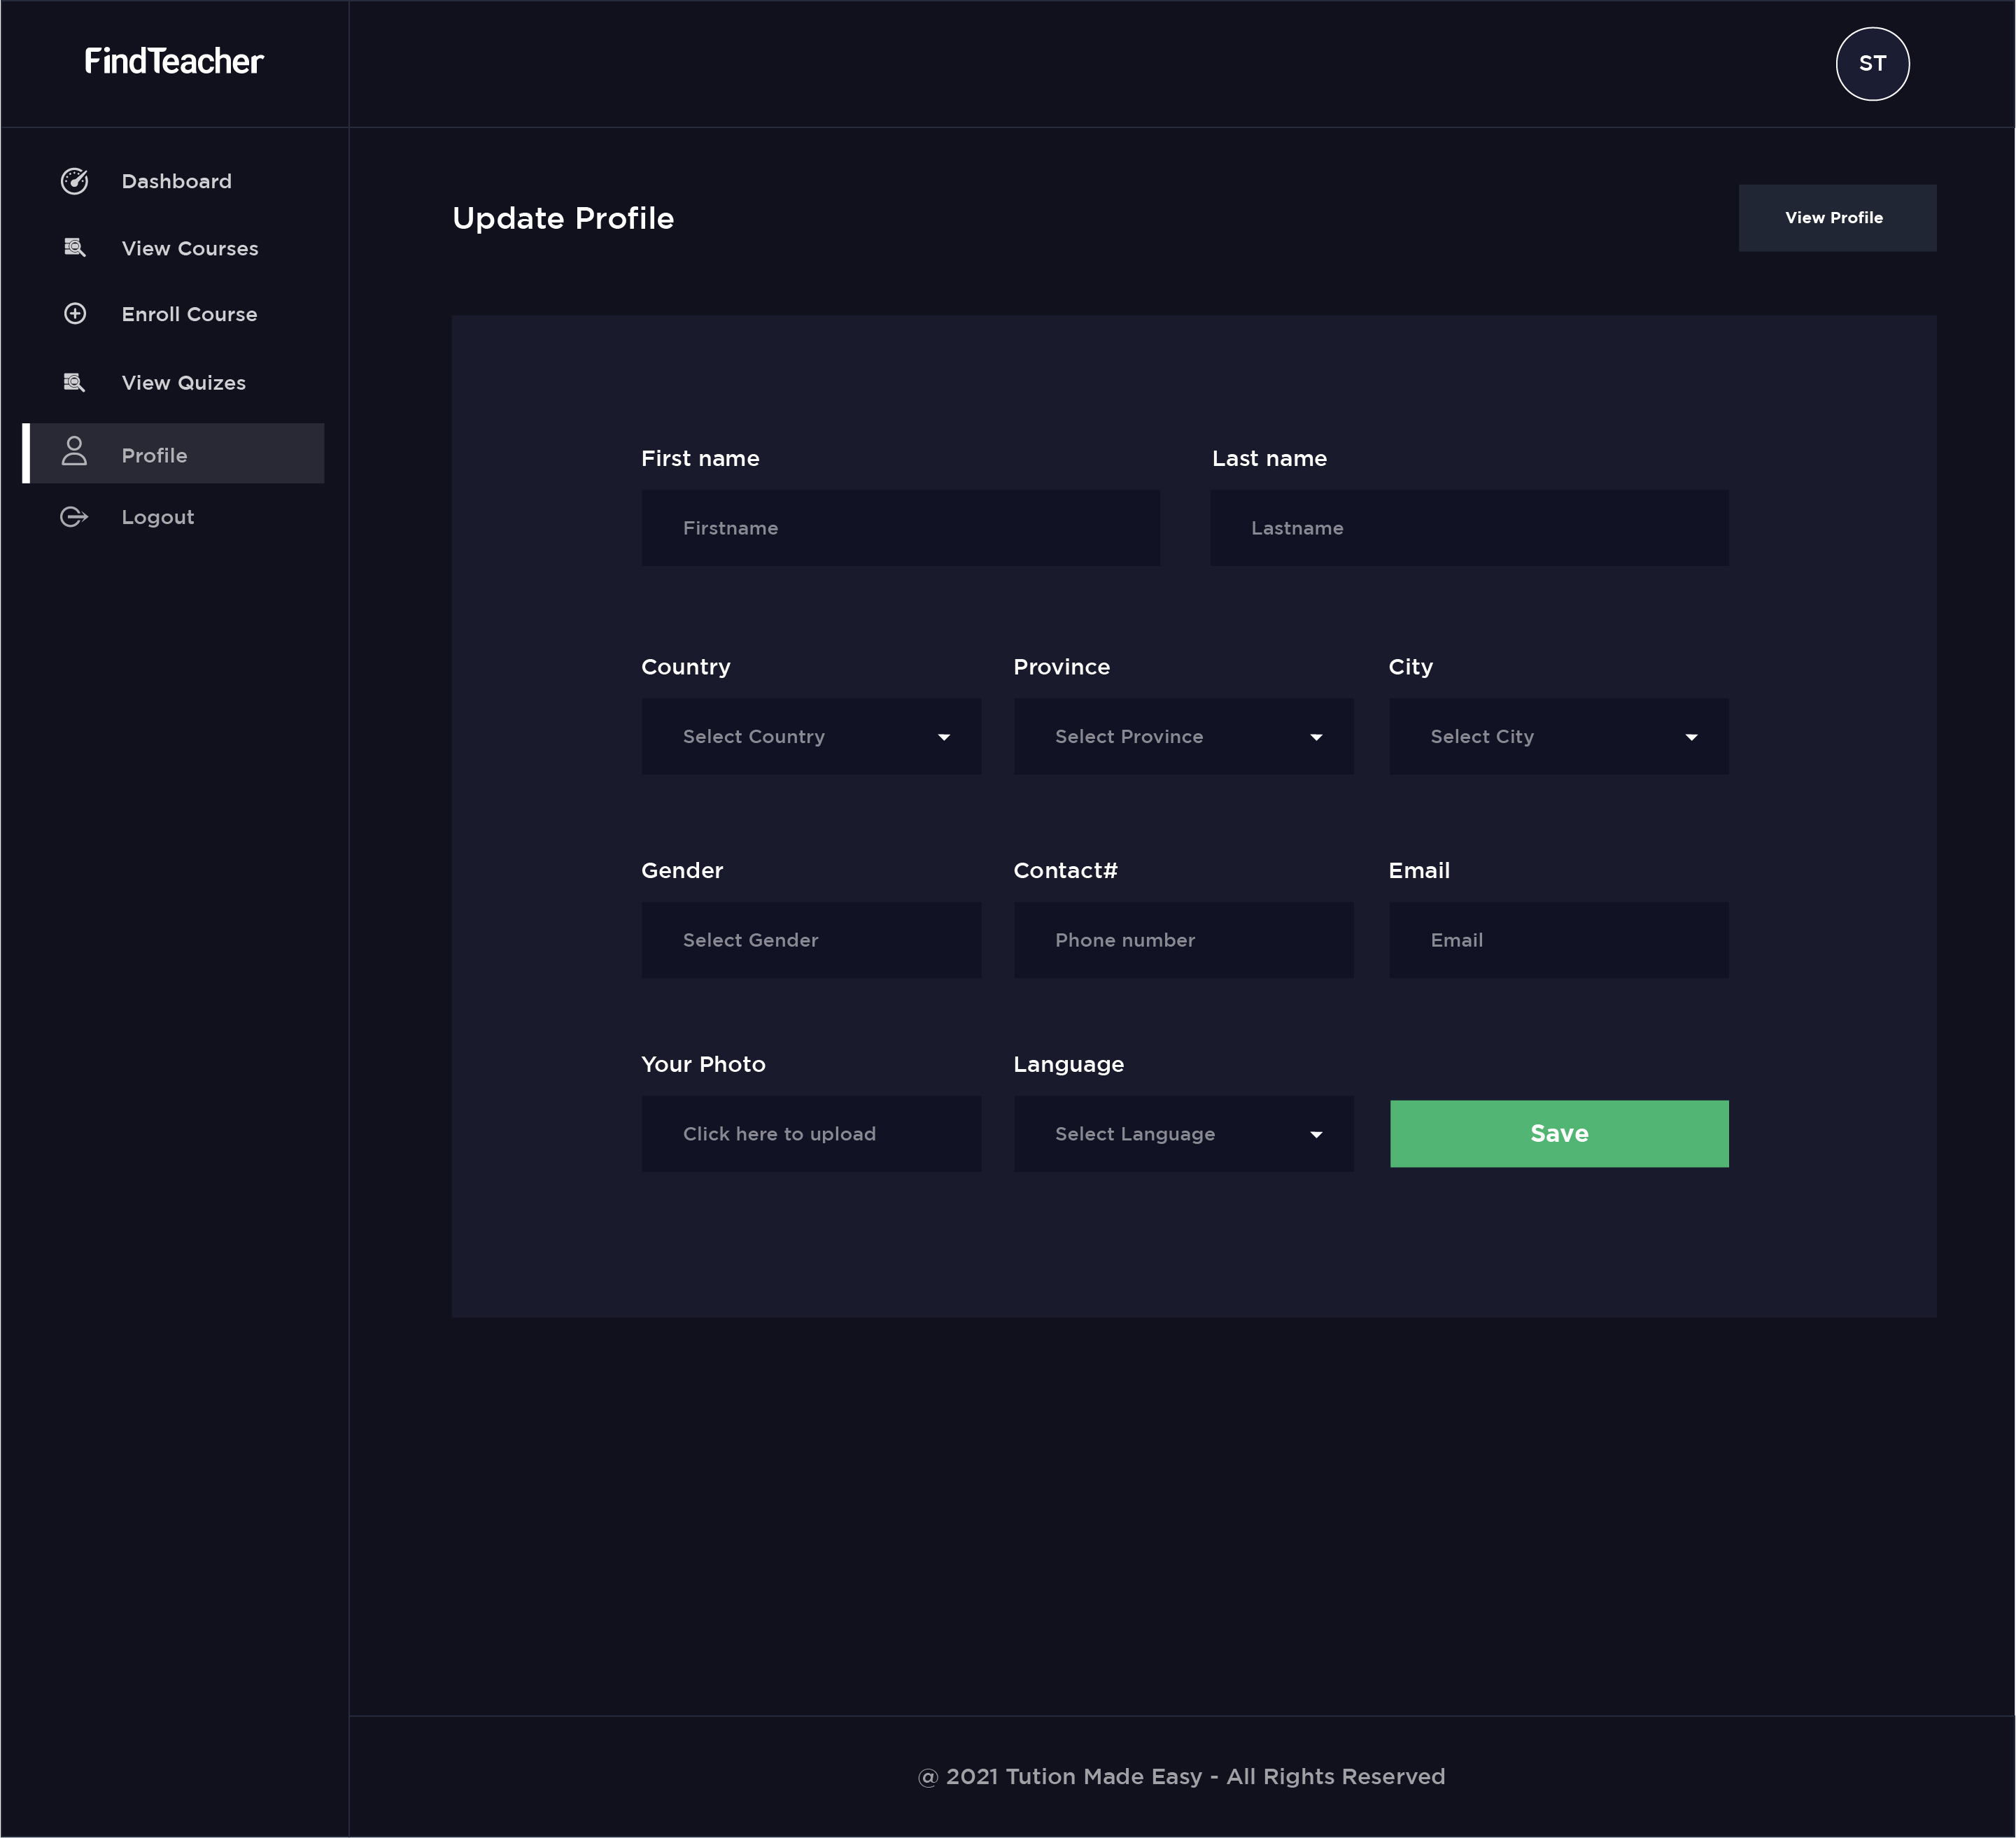 FindTeacher
ST
Dashboard
View Courses
Enroll Course
View Quizes
Profile
Logout
Update Profile
View Profile
First name
Last name
Firstname
Lastname
Country
Province
City
Select Country
Select Province
Select City
Gender
Contact#
Email
Select Gender
Phone number
Email
Your Photo
Language
Click here to upload
Select Language
Save
@ 2021 Tution Made Easy - All Rights Reserved